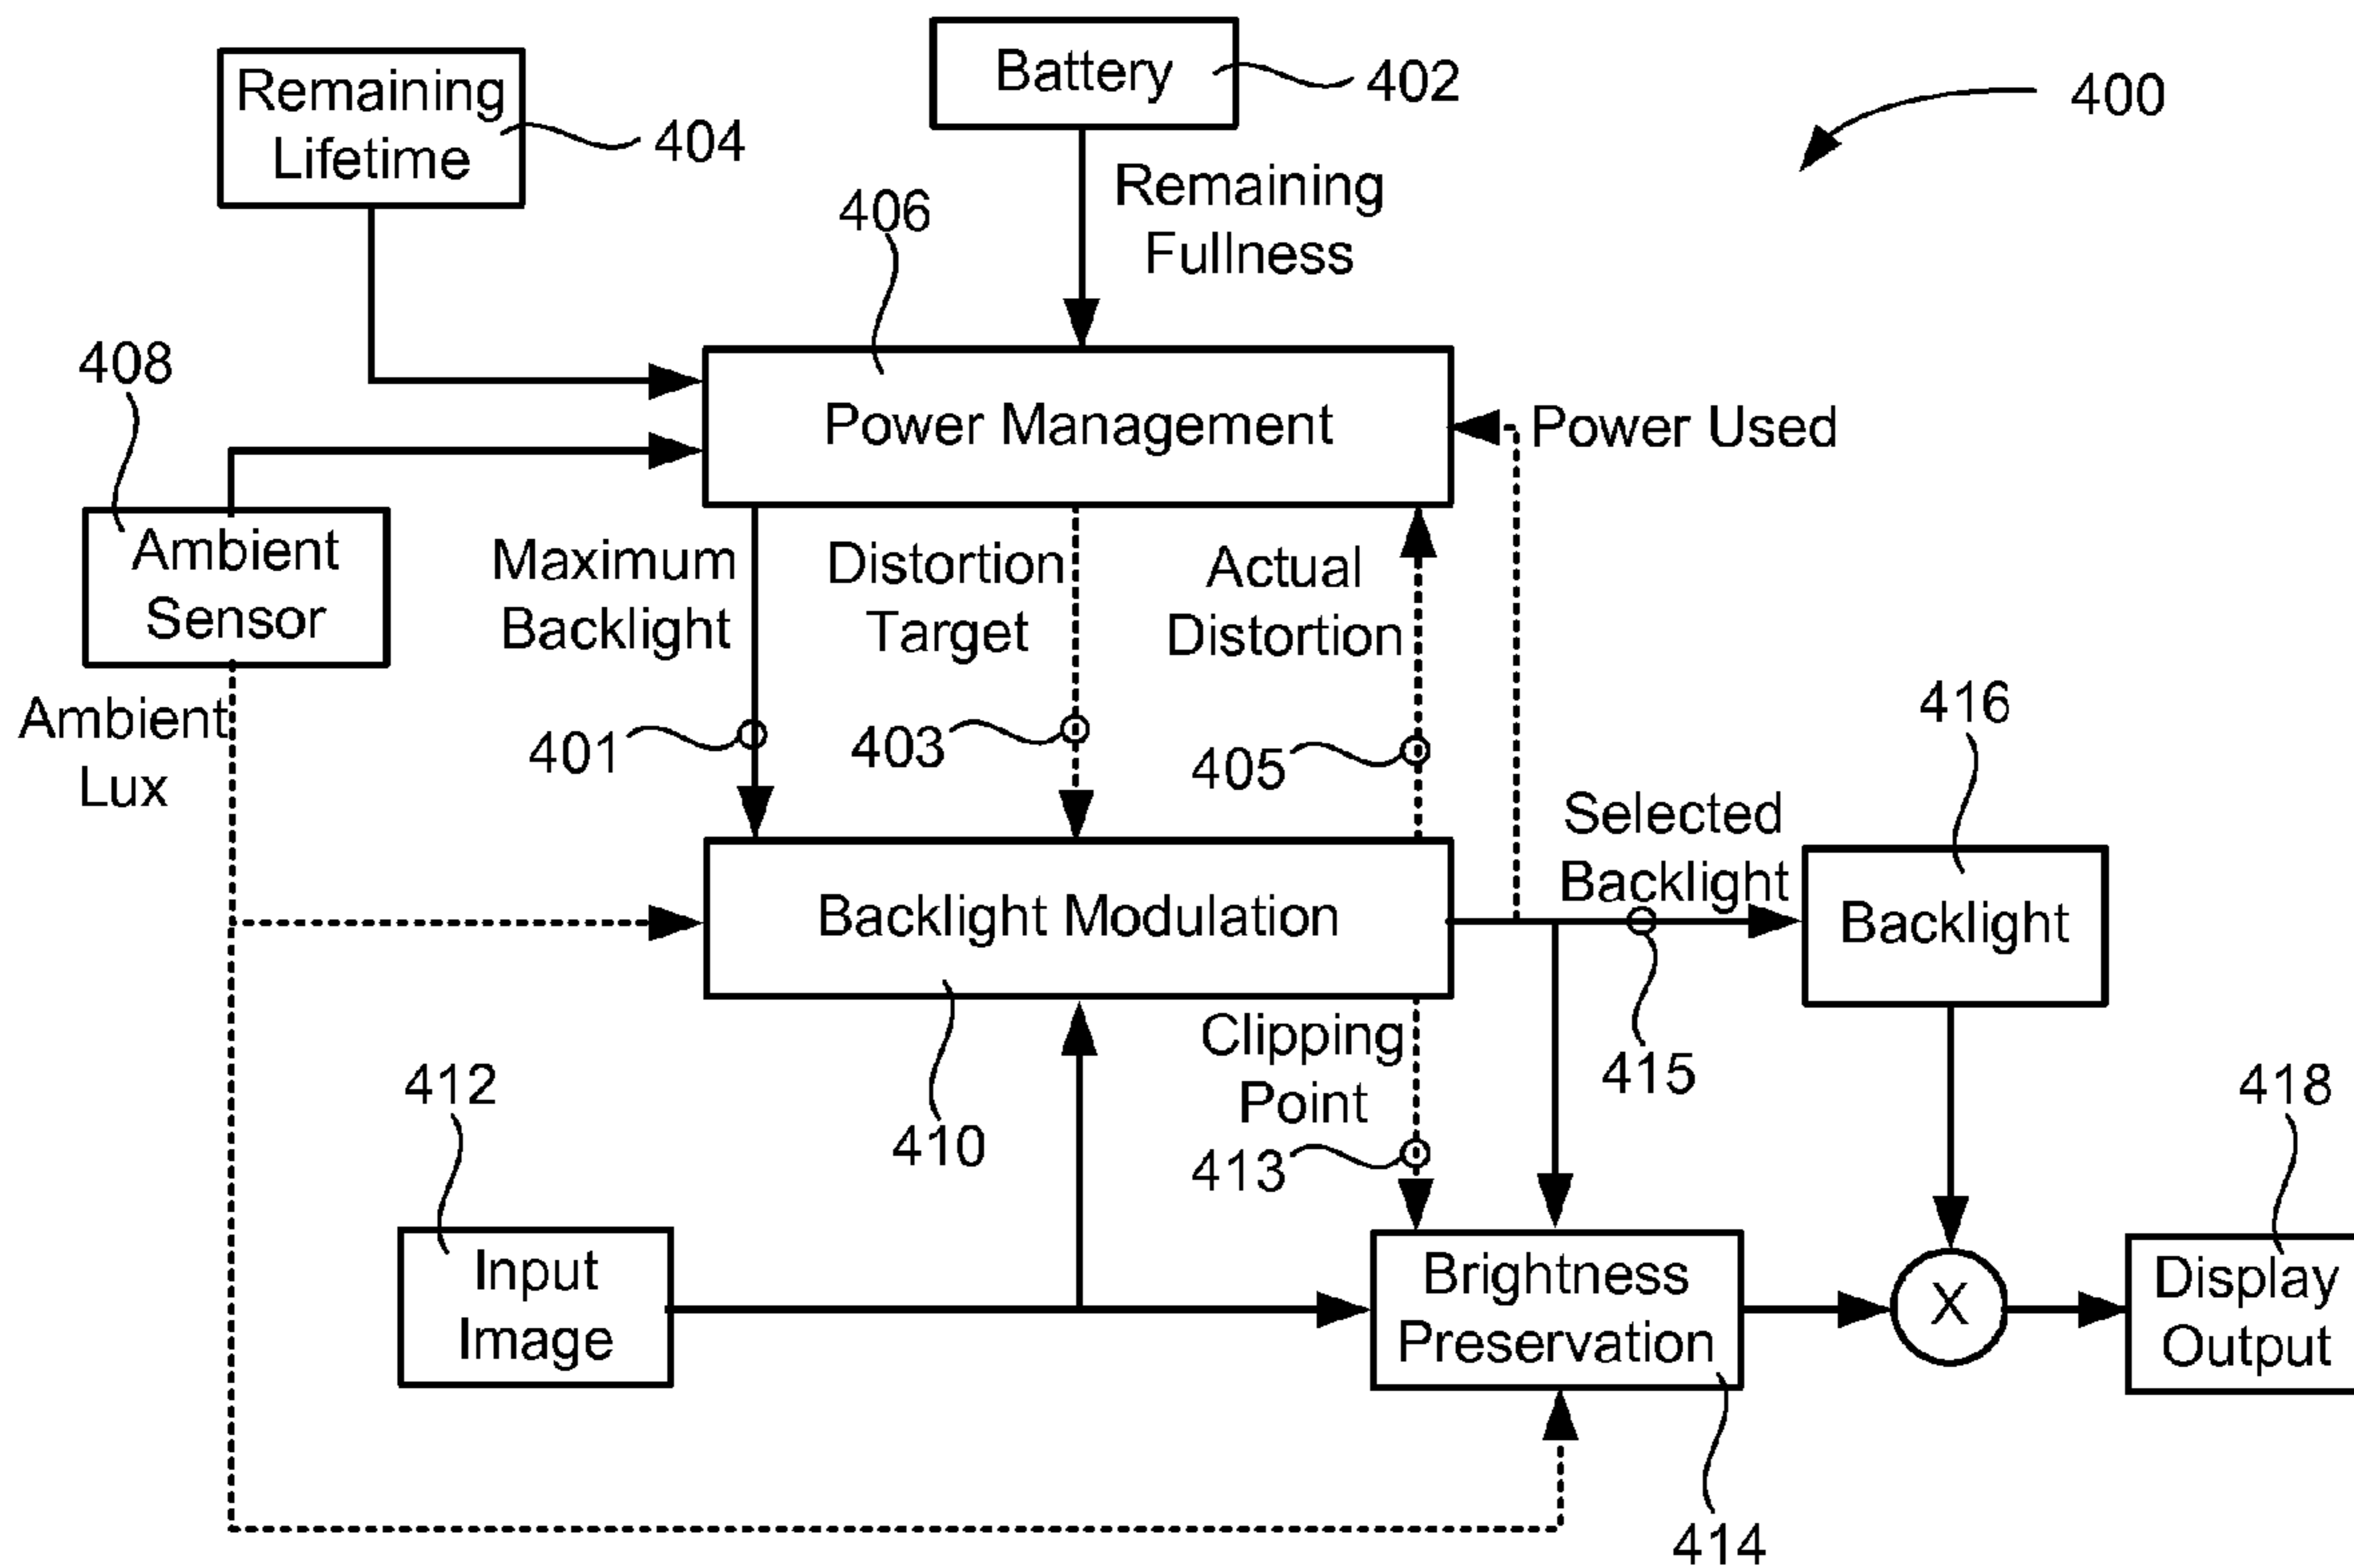 Battery
402
400
Remaining
Lifetime
404
Remaining
Fullness
406
408
Power Management
Power Used
Ambient
Sensor
Maximum
Backlight
Distortion
Target
Actual
Distortion
Ambient
Lux
401
403
405
416
Selected
Backlight
Backlight Modulation
Backlight
415
Clipping
Point
413
410
412
418
Input
Image
Brightness
Preservation
X
Display
Output
414